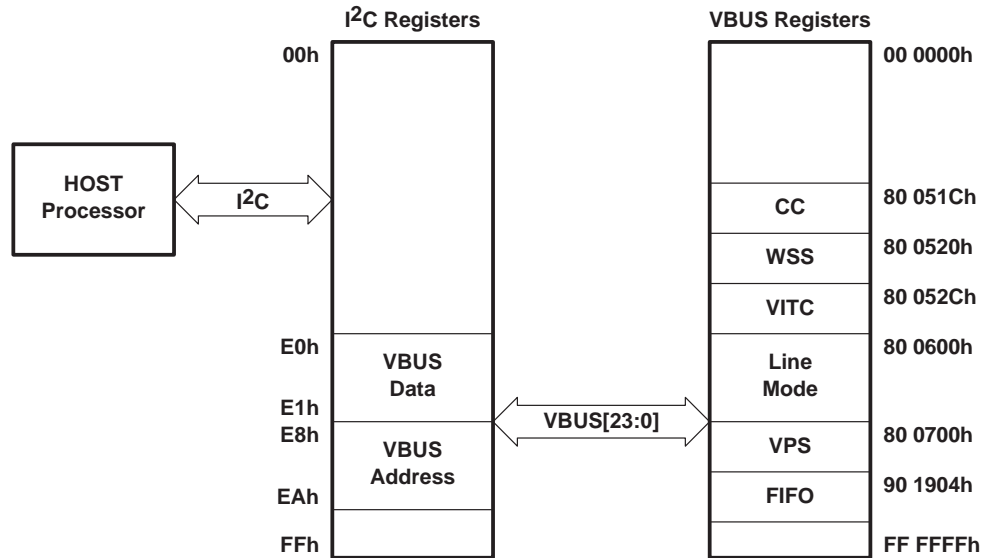 I2C Registers
VBUS Registers
00h
00 0000h
HOST
Processor
I2C
CC
80 051Ch
WSS
80 0520h
VITC
80 052Ch
E0h
VBUS
Data
Line
Mode
80 0600h
E1h
E8h
VBUS[23:0]
VBUS
Address
VPS
80 0700h
EAh
FIFO
90 1904h
FFh
FF FFFFh